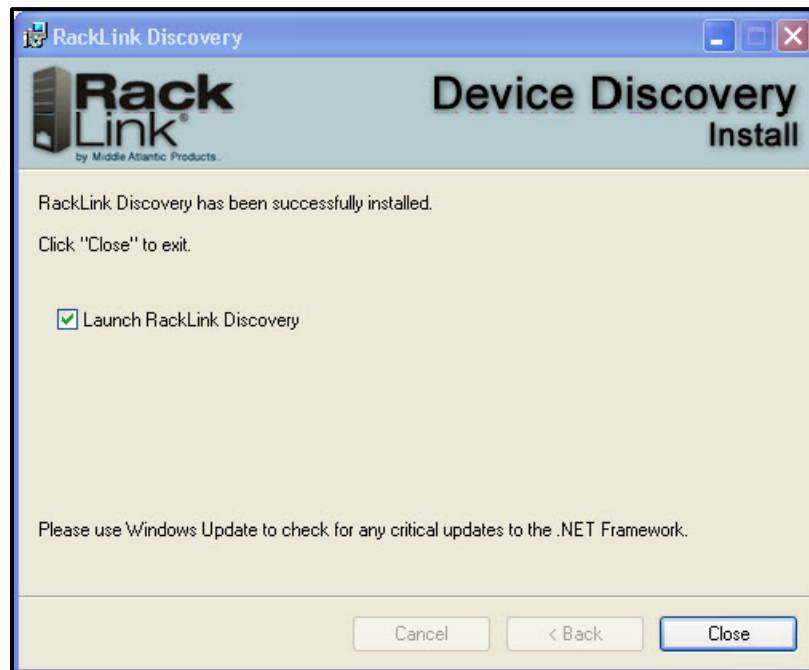 RackLink Discovery
Rack
Link®
by Middle Atlantic Products..
Device Discovery
Install
RackLink Discovery has been successfully installed.
Click "Close" to exit.
Launch RackLink Discovery
Please use Windows Update to check for any critical updates to the .NET Framework.
Cancel
< Back
Close